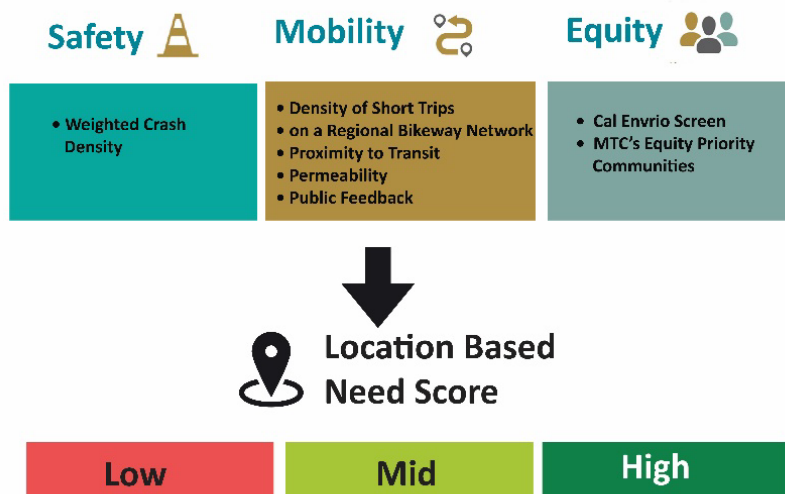 Safety
Mobility
Equity
• Weighted Crash
Density
• Density of Short Trips
• on a Regional Bikeway Network
• Proximity to Transit
• Permeability
• Public Feedback
• Cal Envrio Screen
• MTC's Equity Priority
Communities
Location Based
Need Score
Low
Mid
High